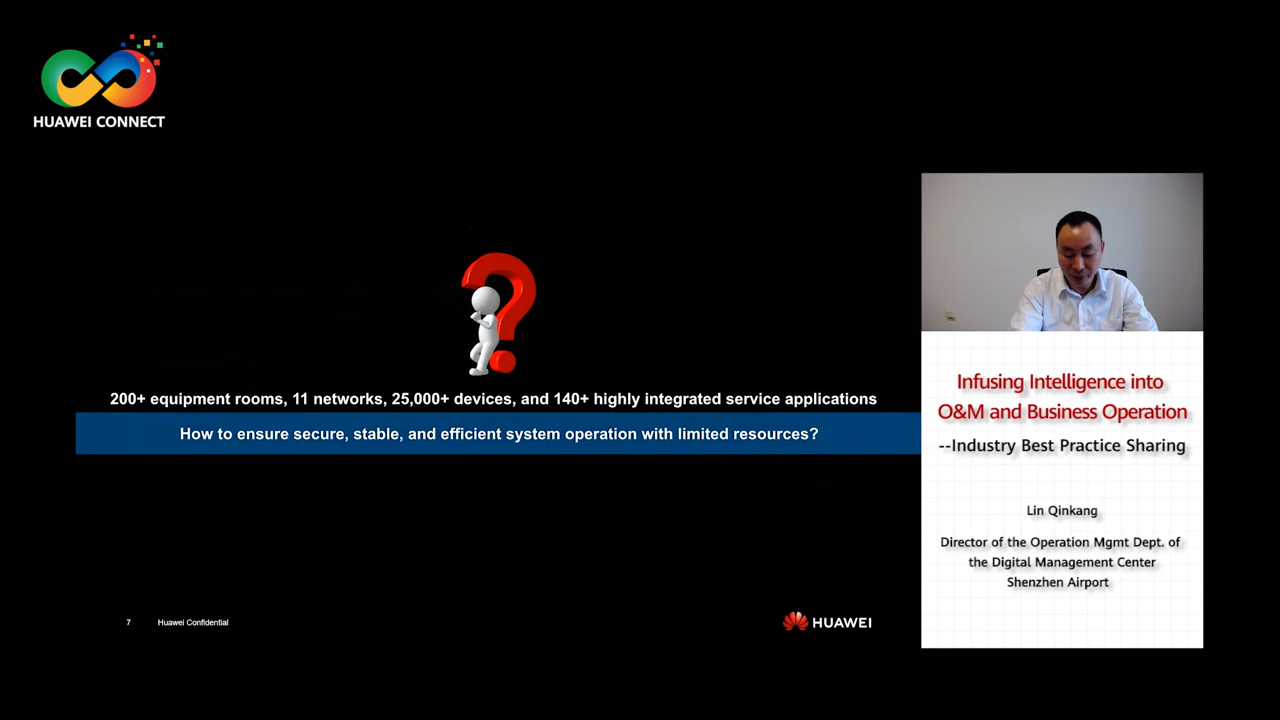 HUAWEI CONNECT
200+ equipment rooms, 11 networks, 25,000+ devices, and 140+ highly integrated service applications
How to ensure secure, stable, and efficient system operation with limited resources?
7 Huawei Confidential
HUAWEI
Infusing Intelligence into
O&M and Business Operation
--Industry Best Practice Sharing
Lin Qinkang
Director of the Operation Mgmt Dept. of
the Digital Management Center
Shenzhen Airport